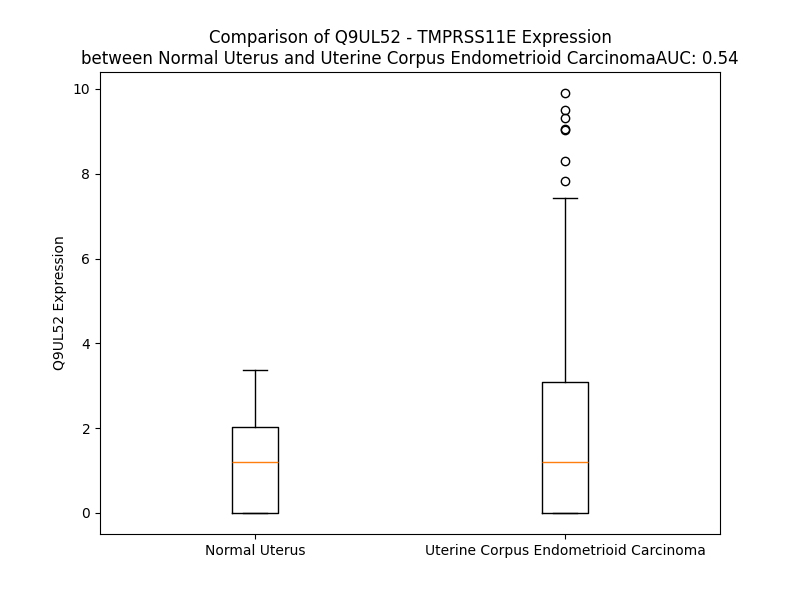 Comparison of Q9UL52 - TMPRSS11E Expression
between Normal Uterus and Uterine Corpus Endometrioid CarcinomaAUC: 0.54
10
8
6
4
2
0
Q9UL52 Expression
Normal Uterus
Uterine Corpus Endometrioid Carcinoma